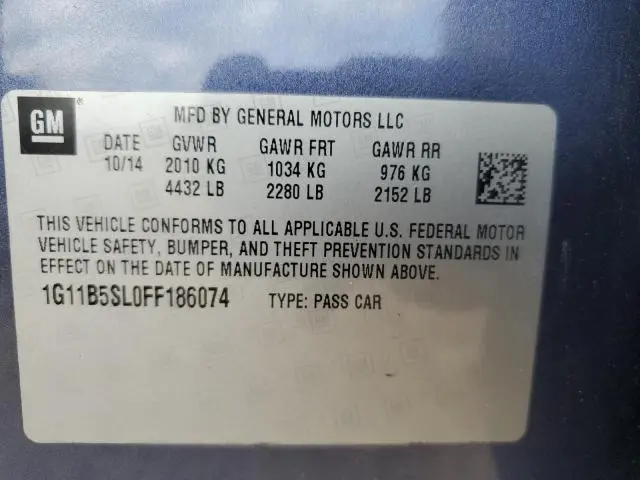 GM ®
MFD BY GENERAL MOTORS LLC
DATE GVWR GAWR FRT GAWR RR
10/14 2010 KG 1034 KG 976 KG
4432 LB 2280 LB 2152 LB
THIS VEHICLE CONFORMS TO ALL APPLICABLE U.S. FEDERAL MOTOR
VEHICLE SAFETY, BUMPER, AND THEFT PREVENTION STANDARDS IN
EFFECT ON THE DATE OF MANUFACTURE SHOWN ABOVE.
1G11B5SL0FF186074 TYPE: PASS CAR